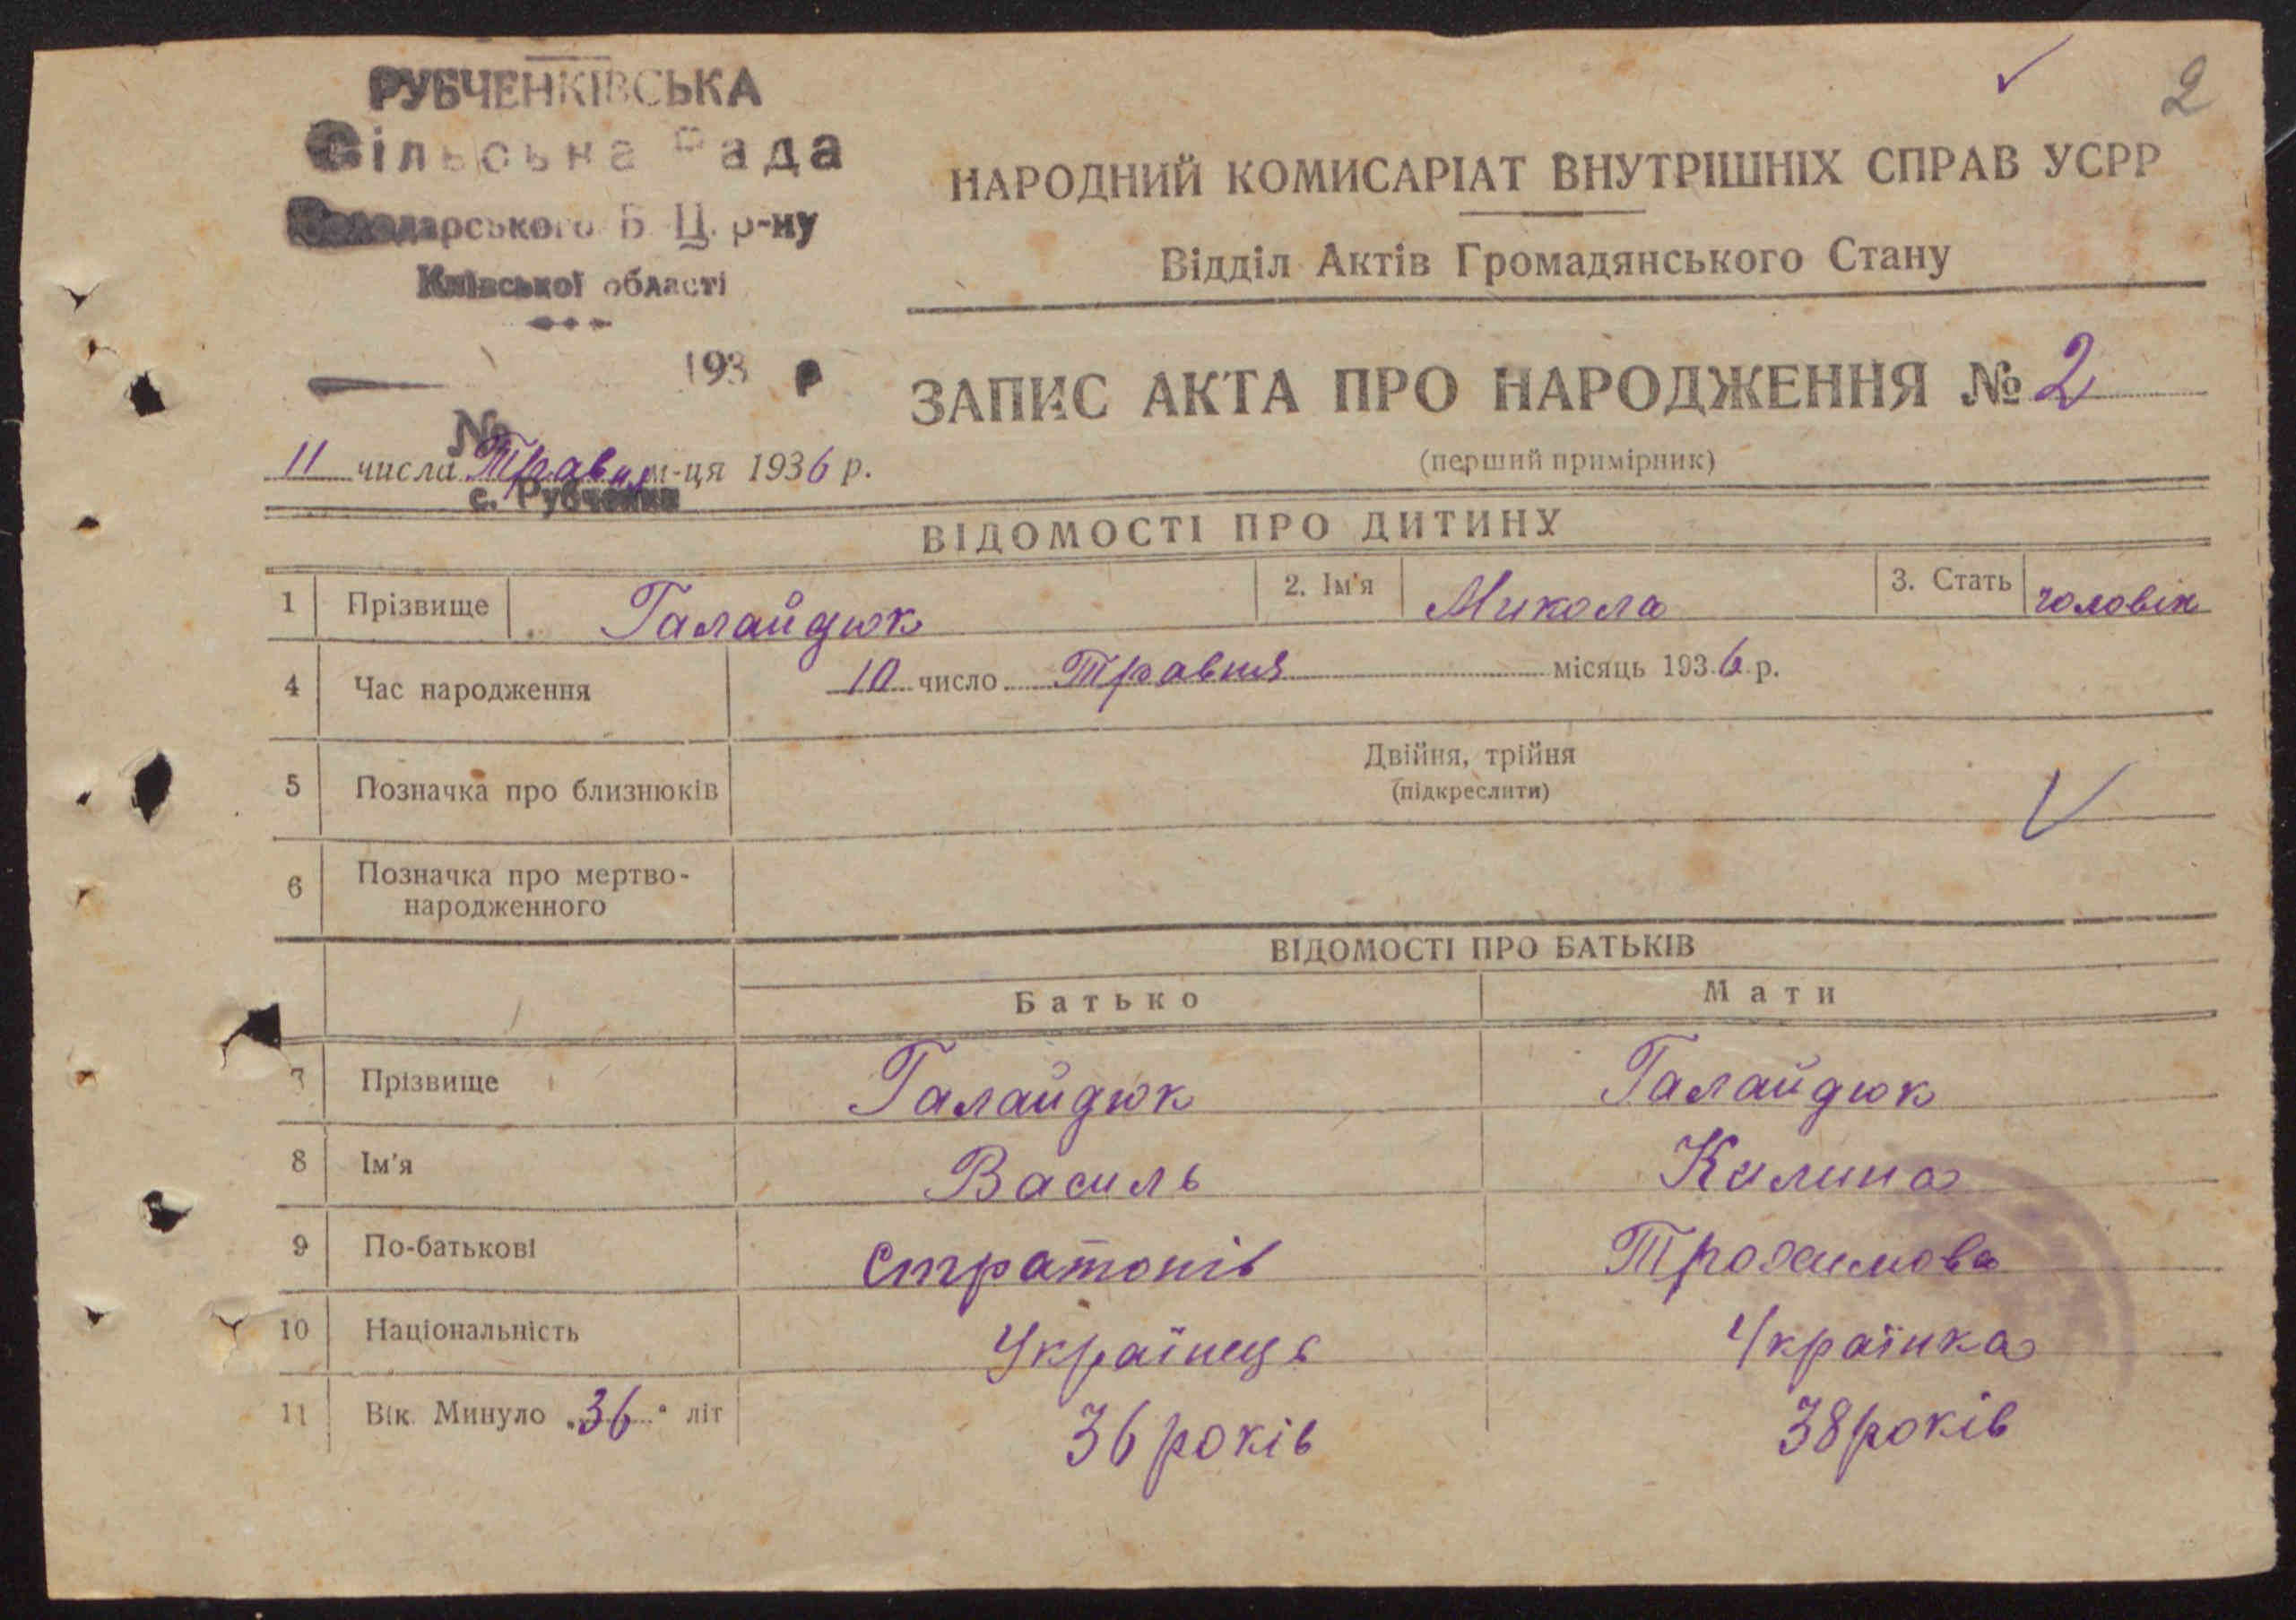 2
РУБЧЕНКІВСЬКА
Сільська Рада
Володарського Б Ц. р-ну
Київської області
193 р
№
с. Рубченки
11 числа Травня м-ця 1936 р.
НАРОДНИЙ КОМИСАРІАТ ВНУТРІШНІХ СПРАВ УСРР
Відділ Актів Громадянського Стану
ЗАПИС АКТА ПРО НАРОДЖЕННЯ № 2
(перший примірник)
ВІДОМОСТІ ПРО ДИТИНУ
1 Прізвище Галайдюк 2. Ім'я Микола 3. Стать чоловік
4 Час народження 10 число Травня місяць 1936 р.
5 Позначка про близнюків Двійня, трійня
(підкреслити)
6 Позначка про мертво-
народженного
ВІДОМОСТІ ПРО БАТЬКІВ
Батько Мати
7 Прізвище Галайдюк Галайдюк
8 Ім'я Василь Килина
9 По-батькові Стратонів Трохимова
10 Національність Українець Українка
11 Вік. Минуло „36“ літ 36 років 38 років